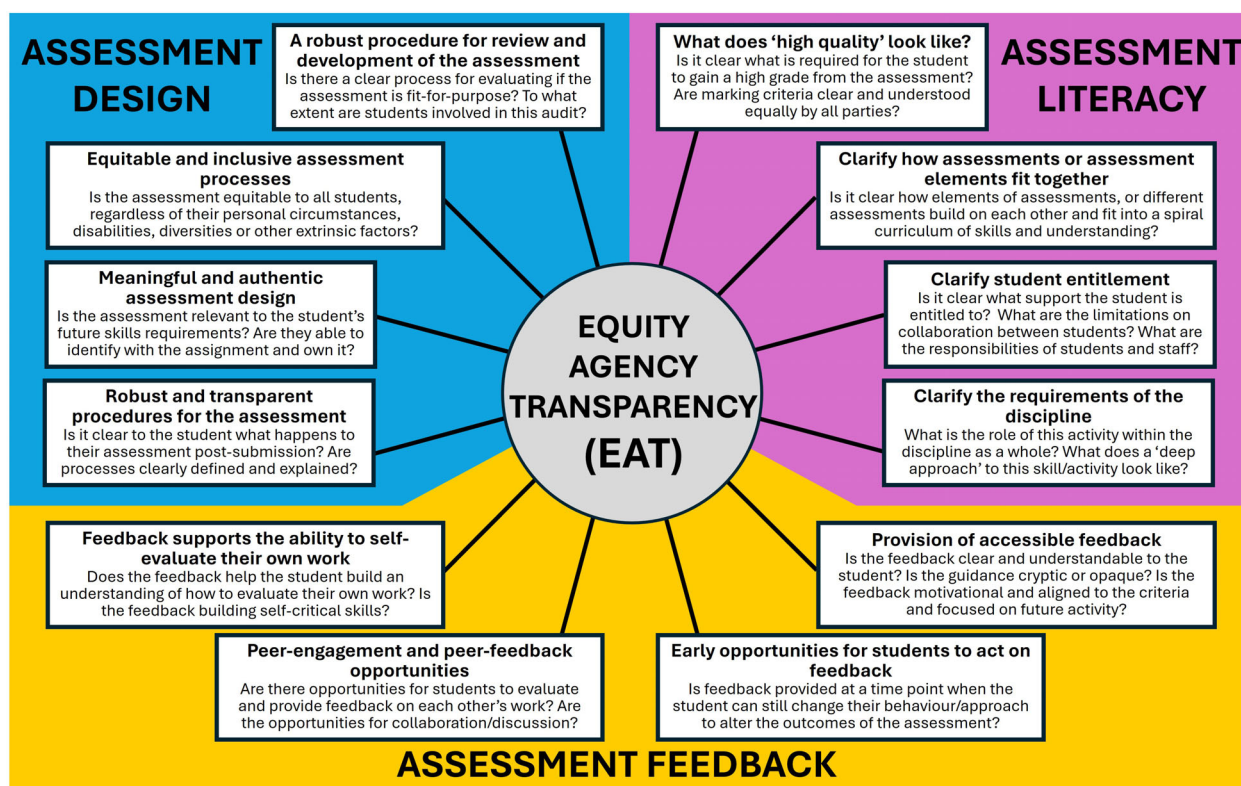 ASSESSMENT
DESIGN
A robust procedure for review and
development of the assessment
Is there a clear process for evaluating if the
assessment is fit-for-purpose? To what
extent are students involved in this audit?
Equitable and inclusive assessment
processes
Is the assessment equitable to all students,
regardless of their personal circumstances,
disabilities, diversities or other extrinsic factors?
Meaningful and authentic
assessment design
Is the assessment relevant to the student's
future skills requirements? Are they able to
identify with the assignment and own it?
Robust and transparent
procedures for the assessment
Is it clear to the student what happens to
their assessment post-submission? Are
processes clearly defined and explained?
ASSESSMENT
LITERACY
What does ‘high quality’ look like?
Is it clear what is required for the student
to gain a high grade from the assessment?
Are marking criteria clear and understood
equally by all parties?
Clarify how assessments or assessment
elements fit together
Is it clear how elements of assessments, or different
assessments build on each other and fit into a spiral
curriculum of skills and understanding?
Clarify student entitlement
Is it clear what support the student is
entitled to? What are the limitations on
collaboration between students? What are
the responsibilities of students and staff?
Clarify the requirements of the
discipline
What is the role of this activity within the
discipline as a whole? What does a ‘deep
approach’ to this skill/activity look like?
EQUITY
AGENCY
TRANSPARENCY
(EAT)
Feedback supports the ability to self-
evaluate their own work
Does the feedback help the student build an
understanding of how to evaluate their own work? Is
the feedback building self-critical skills?
Peer-engagement and peer-feedback
opportunities
Are there opportunities for students to evaluate
and provide feedback on each other's work? Are
the opportunities for collaboration/discussion?
Provision of accessible feedback
Is the feedback clear and understandable to the
student? Is the guidance cryptic or opaque? Is the
feedback motivational and aligned to the criteria
and focused on future activity?
Early opportunities for students to act on
feedback
Is feedback provided at a time point when the
student can still change their behaviour/approach
to alter the outcomes of the assessment?
ASSESSMENT FEEDBACK